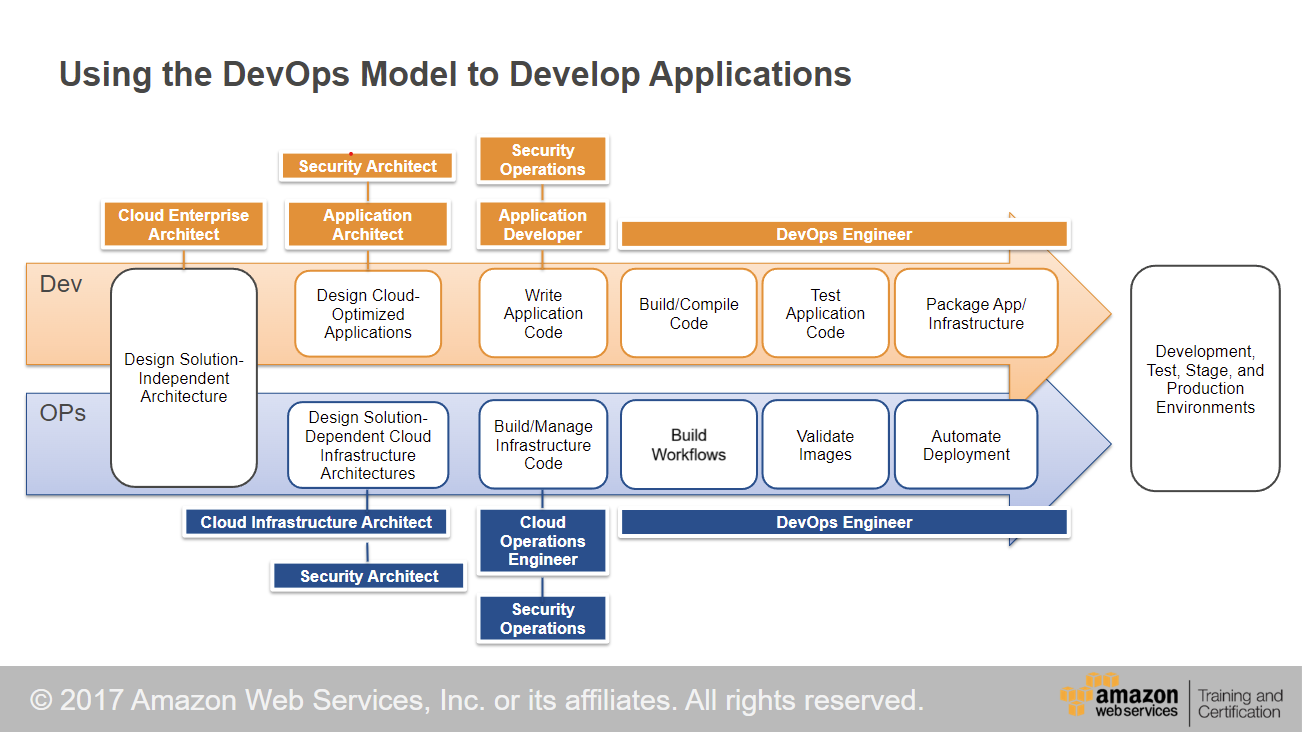 Using the DevOps Model to Develop Applications
Security Architect
Security
Operations
Cloud Enterprise
Architect
Application
Architect
Application
Developer
DevOps Engineer
Dev
Design Solution-
Independent
Architecture
Design Cloud-
Optimized
Applications
Write
Application
Code
Build/Compile
Code
Test
Application
Code
Package App/
Infrastructure
Development,
Test, Stage, and
Production
Environments
OPs
Design Solution-
Dependent Cloud
Infrastructure
Architectures
Build/Manage
Infrastructure
Code
Build
Workflows
Validate
Images
Automate
Deployment
Cloud Infrastructure Architect
Cloud
Operations
Engineer
DevOps Engineer
Security Architect
Security
Operations
© 2017 Amazon Web Services, Inc. or its affiliates. All rights reserved.
amazon
webservices
Training and
Certification